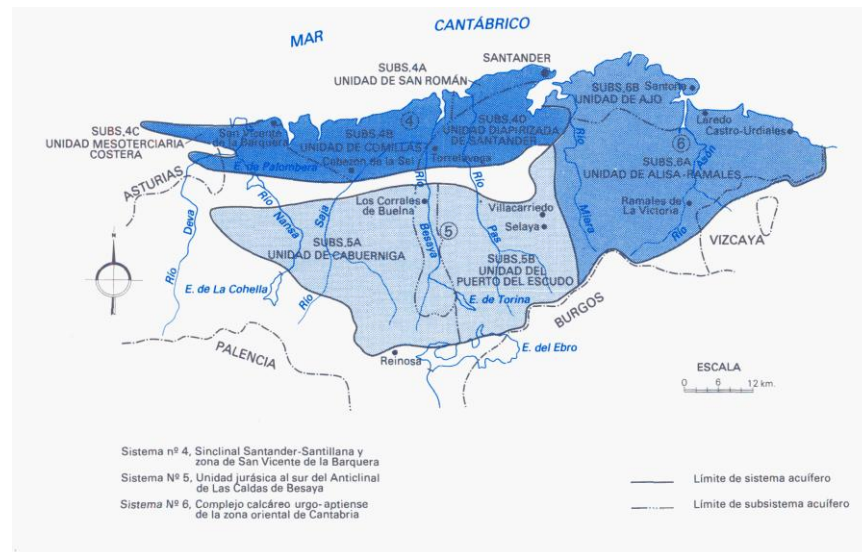 MAR CANTÁBRICO
SANTANDER
SUBS,4A
UNIDAD DE SAN ROMÁN
SUBS,6B
UNIDAD DE AJO
Santoña
SUBS,4C
UNIDAD MESOTERCIARIA
COSTERA
San Vicente
de la Barquera
4
SUBS,4B
UNIDAD DE COMILLAS
SUBS,4D
UNIDAD DIAPIRIZADA
DE SANTANDER
Laredo
Castro-Urdiales
6
E. de Palombera
Cabezón de la Sal
Torrelavega
Río
Miera
SUBS,6A
UNIDAD DE ALISA-RAMALES
Río
Asón
ASTURIAS
Río
Deva
Río
Nansa
Río
Saja
Los Corrales
de Buelna
Río
Besaya
Río
Pas
Villacarriedo
Selaya
Ramales de
La Victoria
VIZCAYA
5
SUBS,5A
UNIDAD DE CABUERNIGA
SUBS,5B
UNIDAD DEL
PUERTO DEL ESCUDO
E. de La Cohella
E. de Torina
BURGOS
N
PALENCIA
Reinosa
E. del Ebro
ESCALA
0 6 12 km.
Sistema nº 4, Sinclinal Santander-Santillana y
zona de San Vicente de la Barquera
Sistema Nº 5, Unidad jurásica al sur del Anticlinal
de Las Caldas de Besaya
Sistema Nº 6, Complejo calcáreo urgo-aptiense
de la zona oriental de Cantabria
Límite de sistema acuífero
Límite de subsistema acuífero